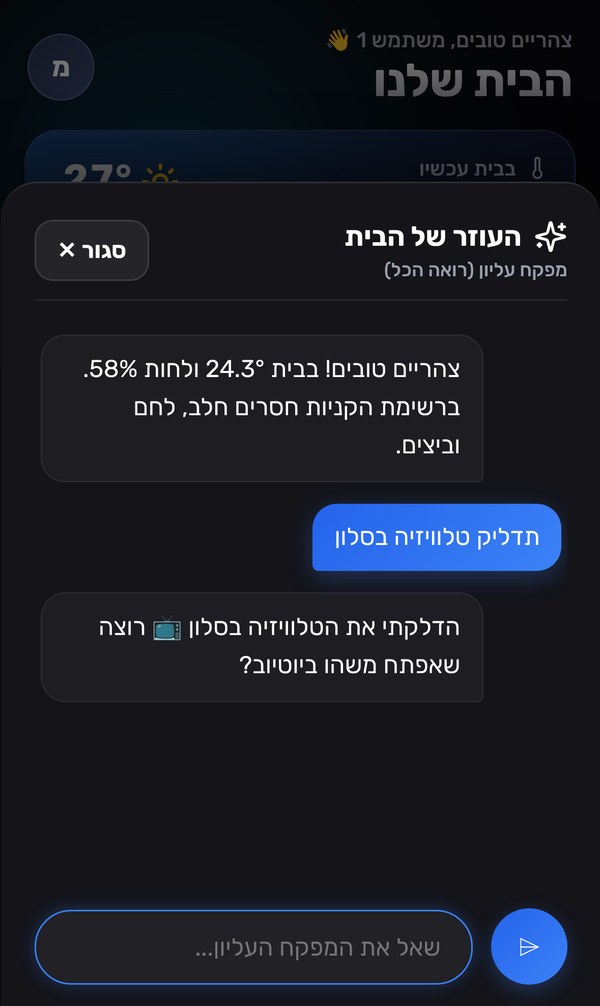 צהריים טובים, משתמש 1 👋
הבית שלנו
מ
בבית עכשיו
27°
העוזר של הבית
מפקח עליון (רואה הכל)
סגור ✕
צהריים טובים! בבית 24.3° ולחות 58%.
ברשימת הקניות חסרים חלב, לחם
וביצים.
תדליק טלוויזיה בסלון
הדלקתי את הטלוויזיה בסלון 📺 רוצה
שאפתח משהו ביוטיוב?
שאל את המפקח העליון...